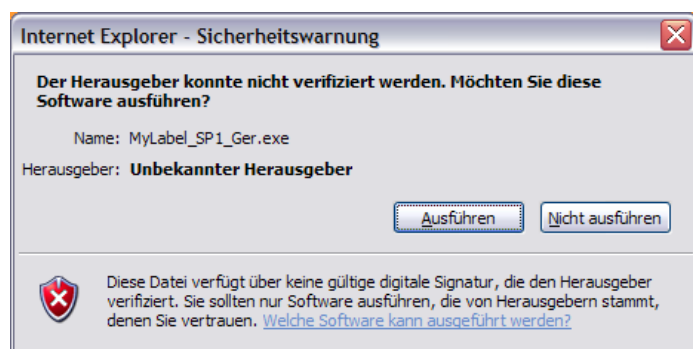 Internet Explorer - Sicherheitswarnung
Der Herausgeber konnte nicht verifiziert werden. Möchten Sie diese
Software ausführen?
Name: MyLabel_SP1_Ger.exe
Herausgeber: Unbekannter Herausgeber
Ausführen Nicht ausführen
Diese Datei verfügt über keine gültige digitale Signatur, die den Herausgeber
verifiziert. Sie sollten nur Software ausführen, die von Herausgebern stammt,
denen Sie vertrauen. Welche Software kann ausgeführt werden?